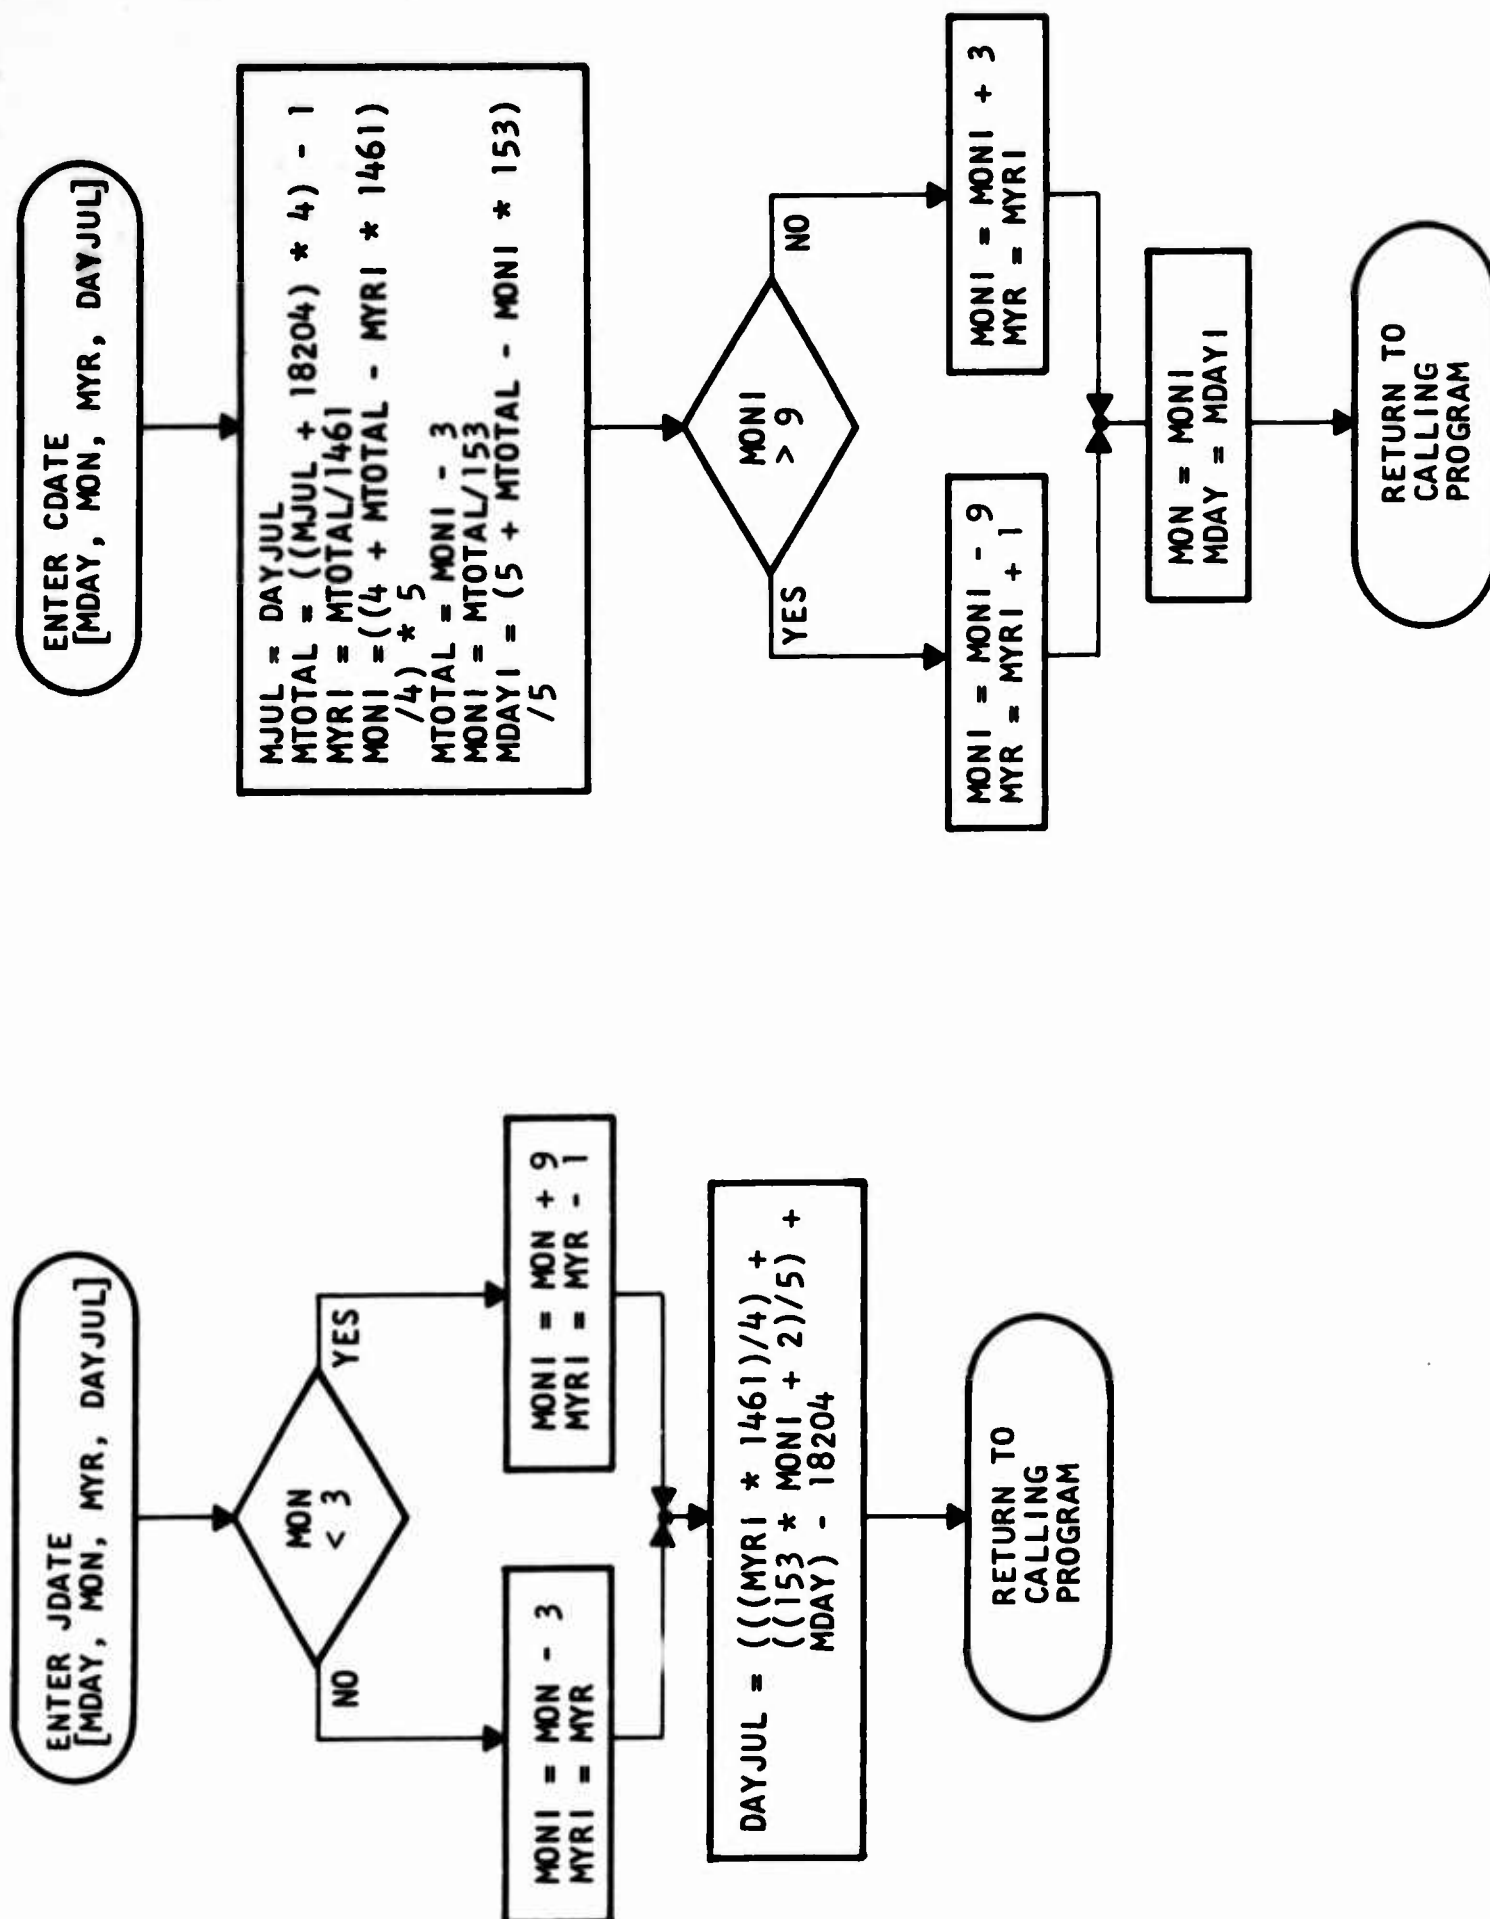 ENTER JDATE
[MDAY, MON, MYR, DAYJUL]
MON
< 3
NO
YES
MONI = MON - 3
MYRI = MYR
MONI = MON + 9
MYRI = MYR - 1
DAYJUL = (((MYRI * 1461)/4) +
((153 * MONI + 2)/5) +
MDAY) - 18204
RETURN TO
CALLING
PROGRAM
ENTER CDATE
[MDAY, MON, MYR, DAYJUL]
MJUL = DAYJUL
MTOTAL = ((MJUL + 18204) * 4) - 1
MYRI = MTOTAL/1461
MONI =((4 + MTOTAL - MYRI * 1461)
/4) * 5
MTOTAL = MONI - 3
MONI = MTOTAL/153
MDAYI = (5 + MTOTAL - MONI * 153)
/5
MONI
> 9
YES
NO
MONI = MONI - 9
MYR = MYRI + 1
MONI = MONI + 3
MYR = MYRI
MON = MONI
MDAY = MDAYI
RETURN TO
CALLING
PROGRAM